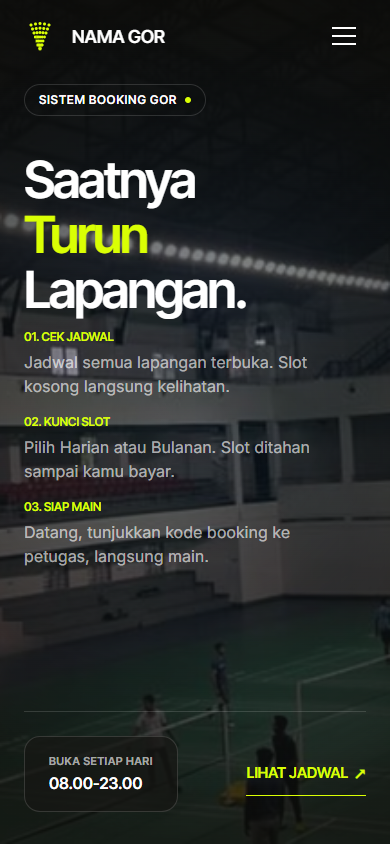 NAMA GOR
SISTEM BOOKING GOR
Saatnya
Turun
Lapangan.
01. CEK JADWAL
Jadwal semua lapangan terbuka. Slot
kosong langsung kelihatan.
02. KUNCI SLOT
Pilih Harian atau Bulanan. Slot ditahan
sampai kamu bayar.
03. SIAP MAIN
Datang, tunjukkan kode booking ke
petugas, langsung main.
BUKA SETIAP HARI
08.00-23.00
LIHAT JADWAL ↗